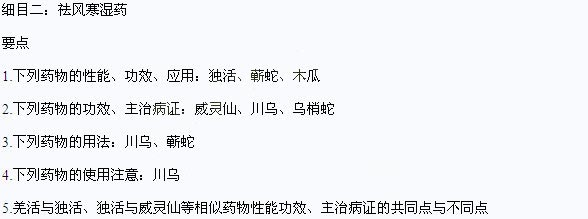 细目二：祛风寒湿药
要点
1.下列药物的性能、功效、应用：独活、蕲蛇、木瓜
2.下列药物的功效、主治病证：威灵仙、川乌、乌梢蛇
3.下列药物的用法：川乌、蕲蛇
4.下列药物的使用注意：川乌
5.羌活与独活、独活与威灵仙等相似药物性能功效、主治病证的共同点与不同点